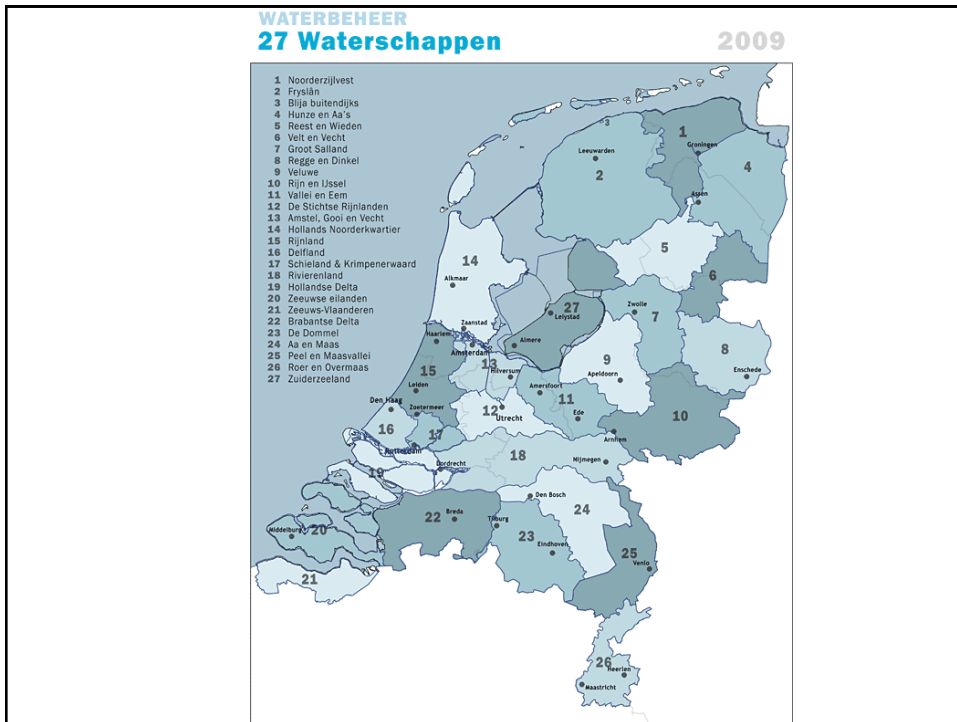 WATERBEHEER
27 Waterschappen 2009
1 Noorderzijlvest
2 Fryslân
3 Blija buitendijks
4 Hunze en Aa's
5 Reest en Wieden
6 Velt en Vecht
7 Groot Salland
8 Regge en Dinkel
9 Veluwe
10 Rijn en IJssel
11 Vallei en Eem
12 De Stichtse Rijnlanden
13 Amstel, Gooi en Vecht
14 Hollands Noorderkwartier
15 Rijnland
16 Delfland
17 Schieland & Krimpenerwaard
18 Rivierenland
19 Hollandse Delta
20 Zeeuwse eilanden
21 Zeeuws-Vlaanderen
22 Brabantse Delta
23 De Dommel
24 Aa en Maas
25 Peel en Maasvallei
26 Roer en Overmaas
27 Zuiderzeeland
3
1
Groningen
Leeuwarden
2
4
Assen
5
14
Alkmaar
6
27
Lelystad
Zwolle
7
Zaanstad
Haarlem
Almere
Amsterdam
13
Hilversum
8
Enschede
9
Apeldoorn
15
Leiden
Amersfoort
11
Ede
Den Haag
Zoetermeer
12
Utrecht
10
16
17
Arnhem
Rotterdam
18
Nijmegen
Dordrecht
19
Den Bosch
24
22
Breda
Tilburg
23
Eindhoven
Middelburg
20
25
Venlo
21
26
Heerlen
Maastricht